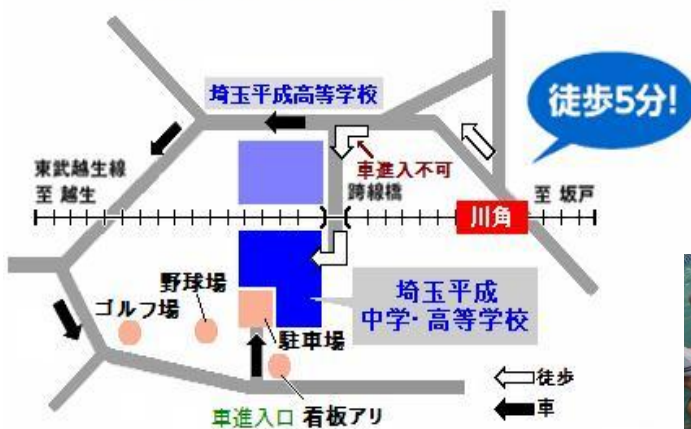 埼玉平成高等学校
徒歩5分!
車進入不可
東武越生線
至 越生
跨線橋
至 坂戸
川角
野球場
ゴルフ場
埼玉平成
中学・高等学校
駐車場
徒歩
車
車進入口 看板アリ